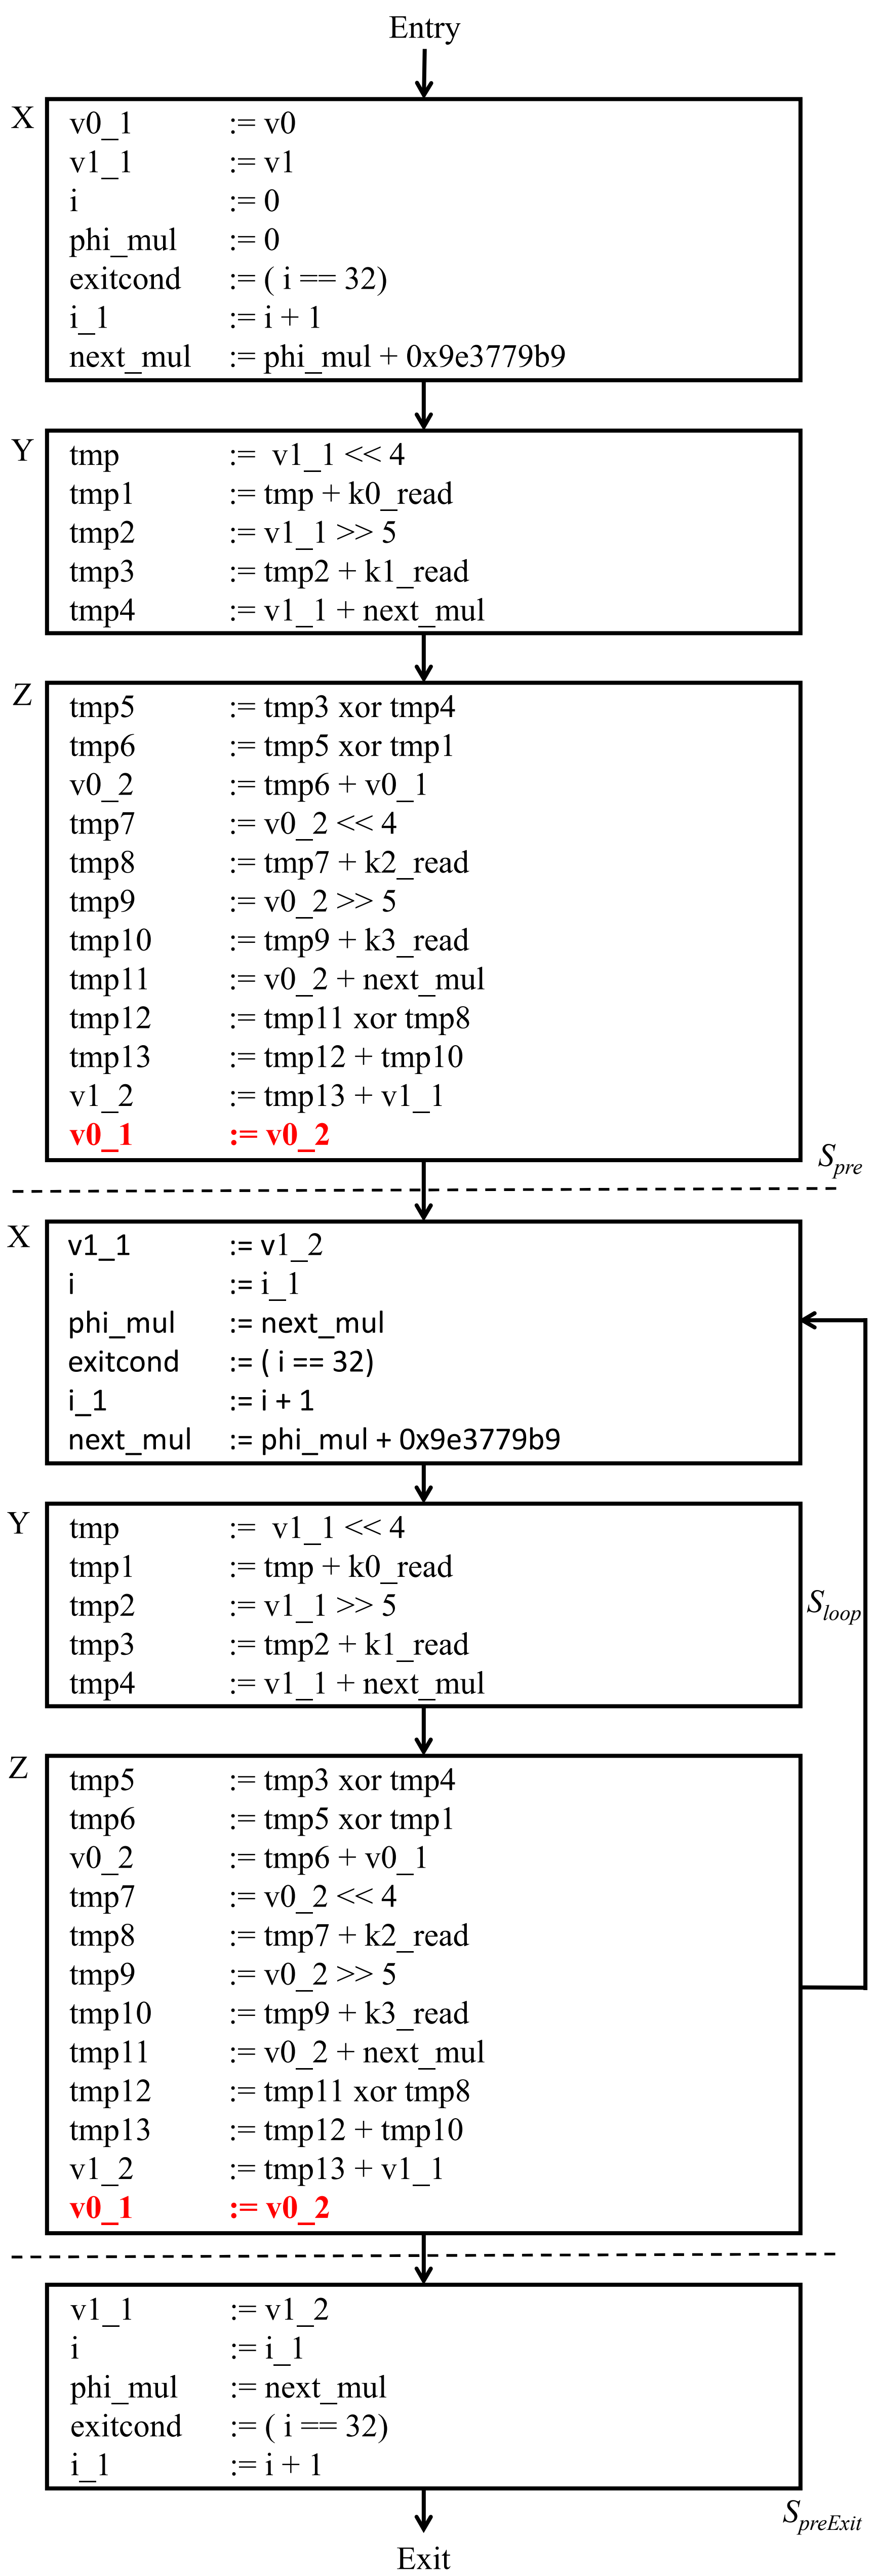 Entry
X
v0_1 := v0
v1_1 := v1
i := 0
phi_mul := 0
exitcond := ( i == 32)
i_1 := i + 1
next_mul := phi_mul + 0x9e3779b9
Y
tmp := v1_1 << 4
tmp1 := tmp + k0_read
tmp2 := v1_1 >> 5
tmp3 := tmp2 + k1_read
tmp4 := v1_1 + next_mul
Z
tmp5 := tmp3 xor tmp4
tmp6 := tmp5 xor tmp1
v0_2 := tmp6 + v0_1
tmp7 := v0_2 << 4
tmp8 := tmp7 + k2_read
tmp9 := v0_2 >> 5
tmp10 := tmp9 + k3_read
tmp11 := v0_2 + next_mul
tmp12 := tmp11 xor tmp8
tmp13 := tmp12 + tmp10
v1_2 := tmp13 + v1_1
v0_1 := v0_2
Spre
X
v1_1 := v1_2
i := i_1
phi_mul := next_mul
exitcond := ( i == 32)
i_1 := i + 1
next_mul := phi_mul + 0x9e3779b9
Y
tmp := v1_1 << 4
tmp1 := tmp + k0_read
tmp2 := v1_1 >> 5
tmp3 := tmp2 + k1_read
tmp4 := v1_1 + next_mul
Sloop
Z
tmp5 := tmp3 xor tmp4
tmp6 := tmp5 xor tmp1
v0_2 := tmp6 + v0_1
tmp7 := v0_2 << 4
tmp8 := tmp7 + k2_read
tmp9 := v0_2 >> 5
tmp10 := tmp9 + k3_read
tmp11 := v0_2 + next_mul
tmp12 := tmp11 xor tmp8
tmp13 := tmp12 + tmp10
v1_2 := tmp13 + v1_1
v0_1 := v0_2
v1_1 := v1_2
i := i_1
phi_mul := next_mul
exitcond := ( i == 32)
i_1 := i + 1
SpreExit
Exit